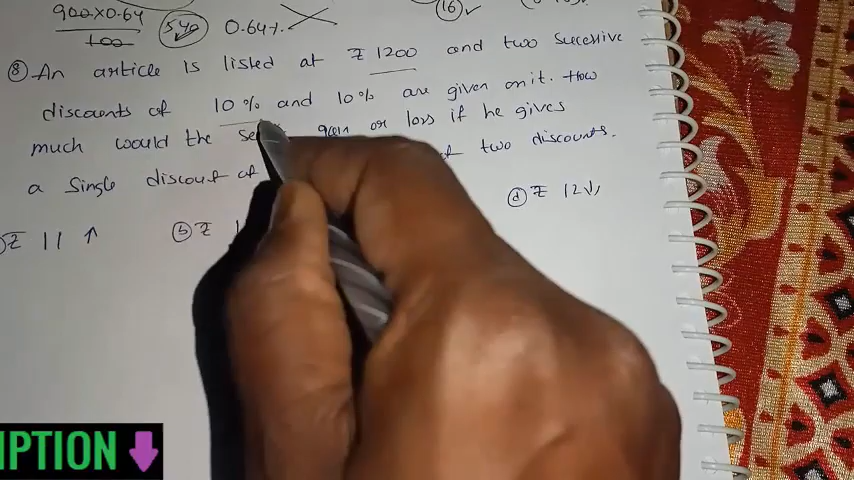 900.×0.64
100
540
0.64%.
16
⑧ An article is listed at ₹ 1200 and two successive
discounts of 10% and 10% are given on it. How
much would the gain or loss if he gives
a single discount of of two discounts.
₹ 11 ↑
ⓑ ₹
ⓓ ₹ 12↓
IPTION